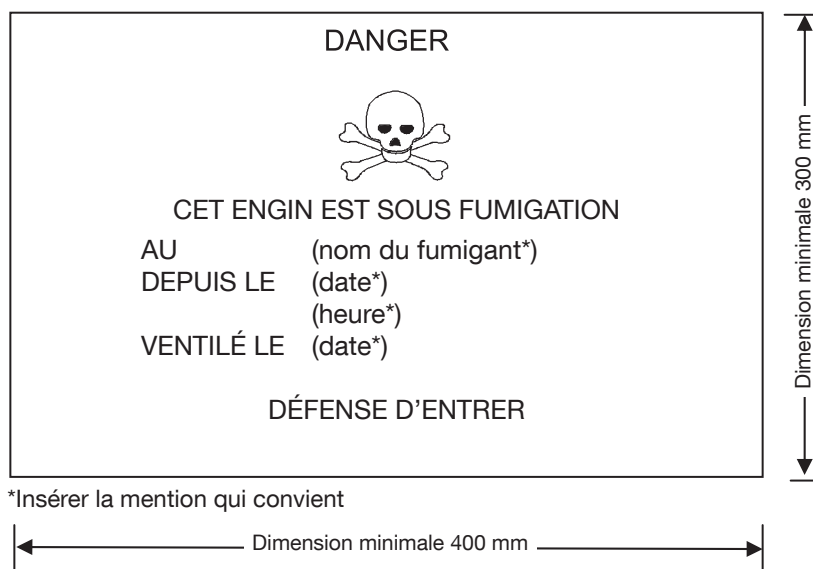 DANGER
CET ENGIN EST SOUS FUMIGATION
AU (nom du fumigant*)
DEPUIS LE (date*)
(heure*)
VENTILÉ LE (date*)
DÉFENSE D’ENTRER
*Insérer la mention qui convient
Dimension minimale 400 mm
Dimension minimale 300 mm